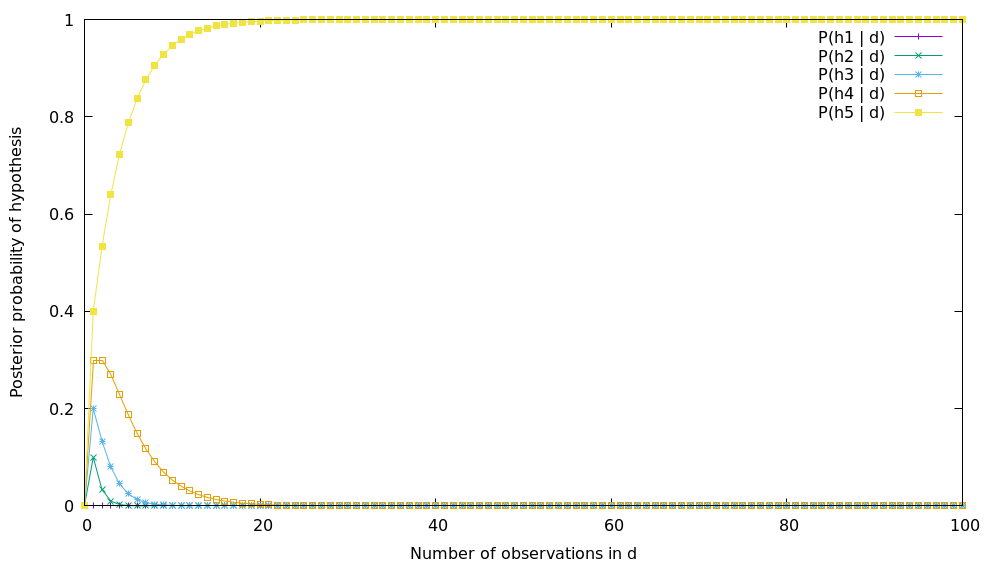 P(h1 | d)
P(h2 | d)
P(h3 | d)
P(h4 | d)
P(h5 | d)
1
0.8
0.6
0.4
0.2
0
Posterior probability of hypothesis
0 20 40 60 80 100
Number of observations in d